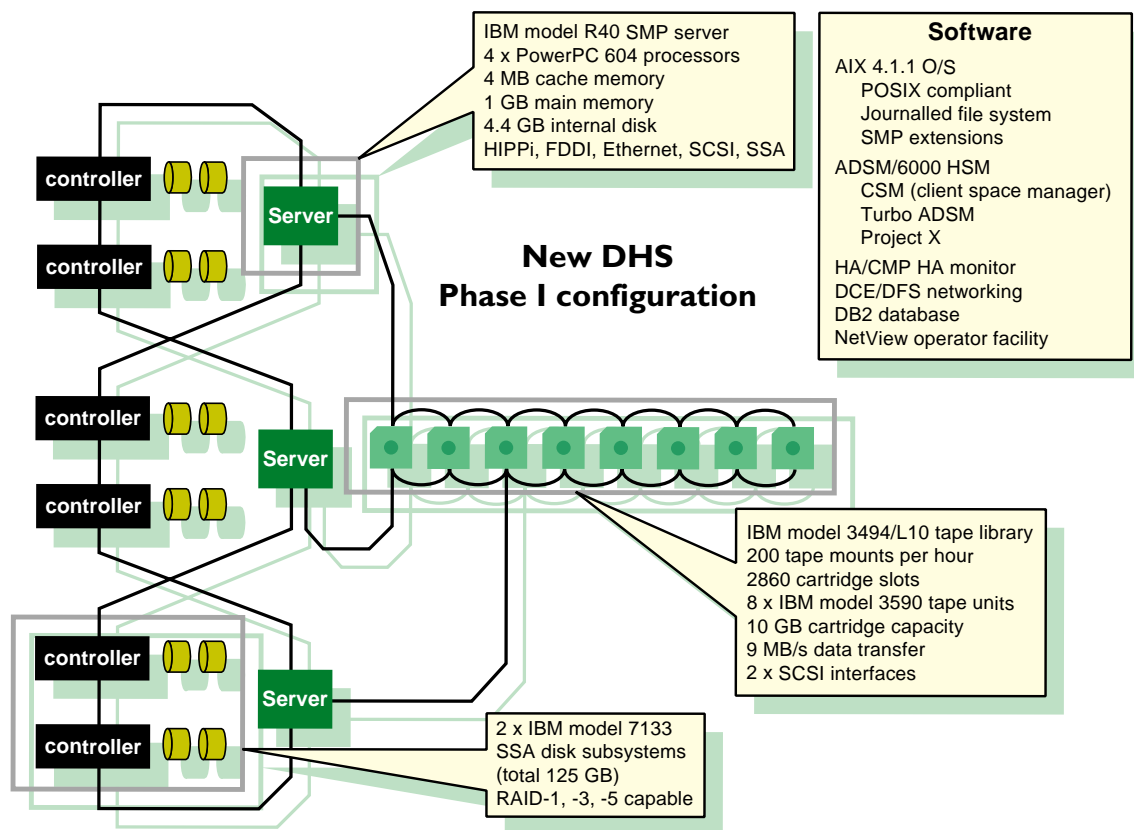 IBM model R40 SMP server
4 x PowerPC 604 processors
4 MB cache memory
1 GB main memory
4.4 GB internal disk
HIPPi, FDDI, Ethernet, SCSI, SSA
Software
AIX 4.1.1 O/S
POSIX compliant
Journalled file system
SMP extensions
ADSM/6000 HSM
CSM (client space manager)
Turbo ADSM
Project X
HA/CMP HA monitor
DCE/DFS networking
DB2 database
NetView operator facility
controller
Server
controller
New DHS
Phase I configuration
controller
Server
controller
IBM model 3494/L10 tape library
200 tape mounts per hour
2860 cartridge slots
8 x IBM model 3590 tape units
10 GB cartridge capacity
9 MB/s data transfer
2 x SCSI interfaces
controller
Server
controller
2 x IBM model 7133
SSA disk subsystems
(total 125 GB)
RAID-1, -3, -5 capable